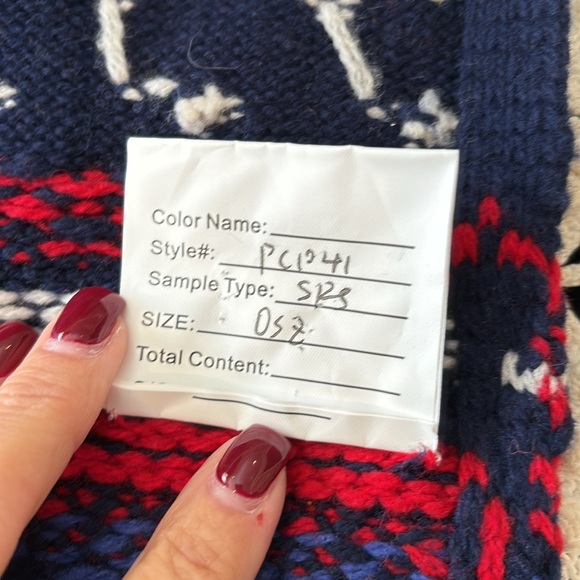 Color Name:
Style#: PC1041
Sample Type: SPS
SIZE: OSZ
Total Content: